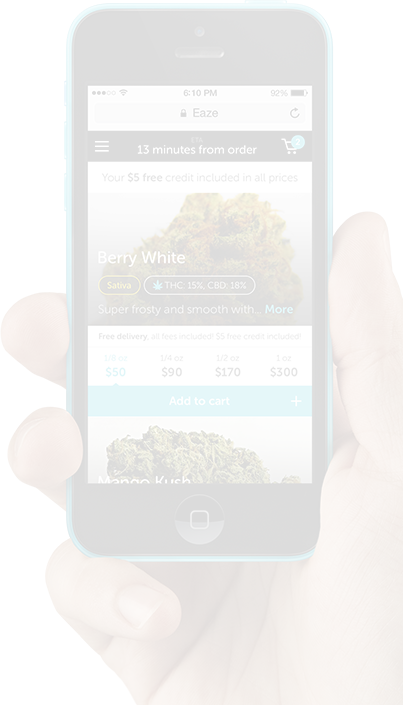 5:10 PM 92%
Eaze
13 minutes from order
Your $5 free credit included in all prices
Berry White
Sativa THC: 15%, CBD: 18%
Super frosty and smooth with... More
Free delivery, all fees included! $5 free credit included!
1/8 oz 1/4 oz 1/2 oz 1 oz
$50 $90 $170 $300
Add to cart +
Mango Kush